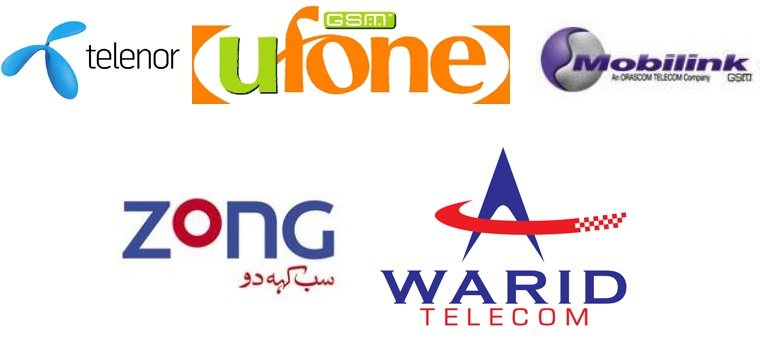 telenor
GSM
ufone
Mobilink
An ORASCOM TELECOM Company
GSM
ZONG
سب کہہ دو
WARID
TELECOM